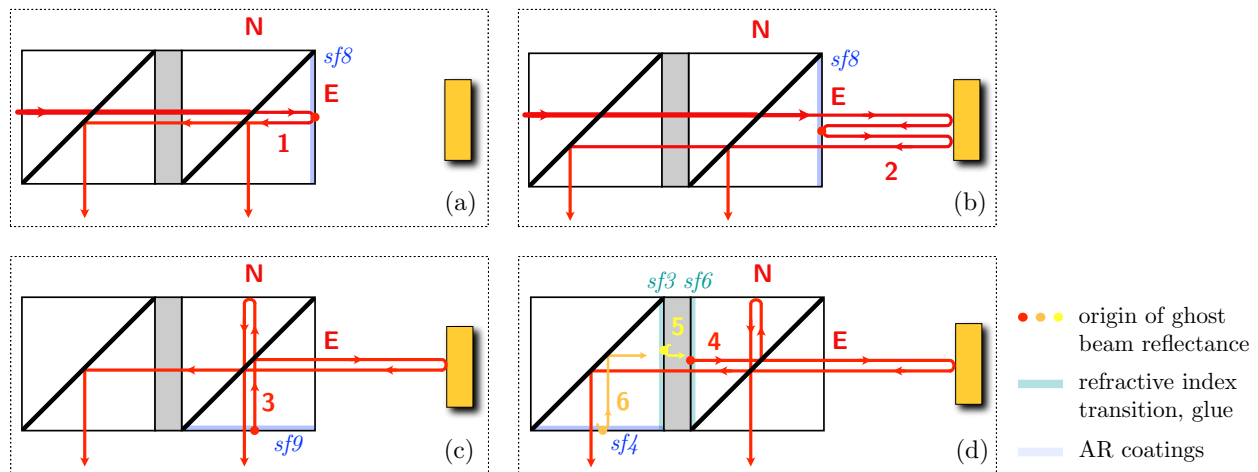 N
sf8
E
1
(a)
N
sf8
E
2
(b)
N
E
3
sf9
(c)
sf3 sf6
N
5
4
E
6
sf4
(d)
origin of ghost
beam reflectance
refractive index
transition, glue
AR coatings